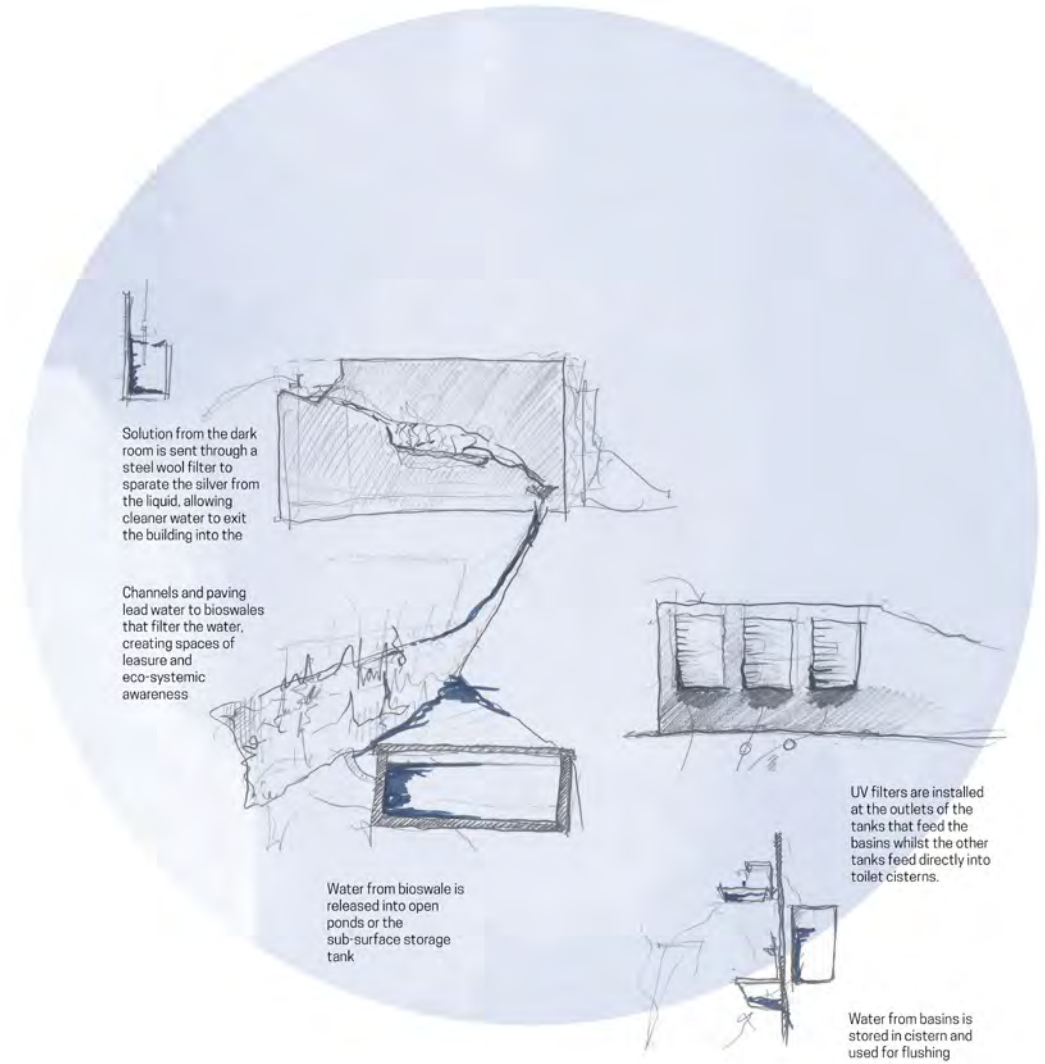 Solution from the dark
room is sent through a
steel wool filter to
sparate the silver from
the liquid, allowing
cleaner water to exit
the building into the
Channels and paving
lead water to bioswales
that filter the water,
creating spaces of
leasure and
eco-systemic
awareness
Water from bioswale is
released into open
ponds or the
sub-surface storage
tank
UV filters are installed
at the outlets of the
tanks that feed the
basins whilst the other
tanks feed directly into
toilet cisterns.
Water from basins is
stored in cistern and
used for flushing